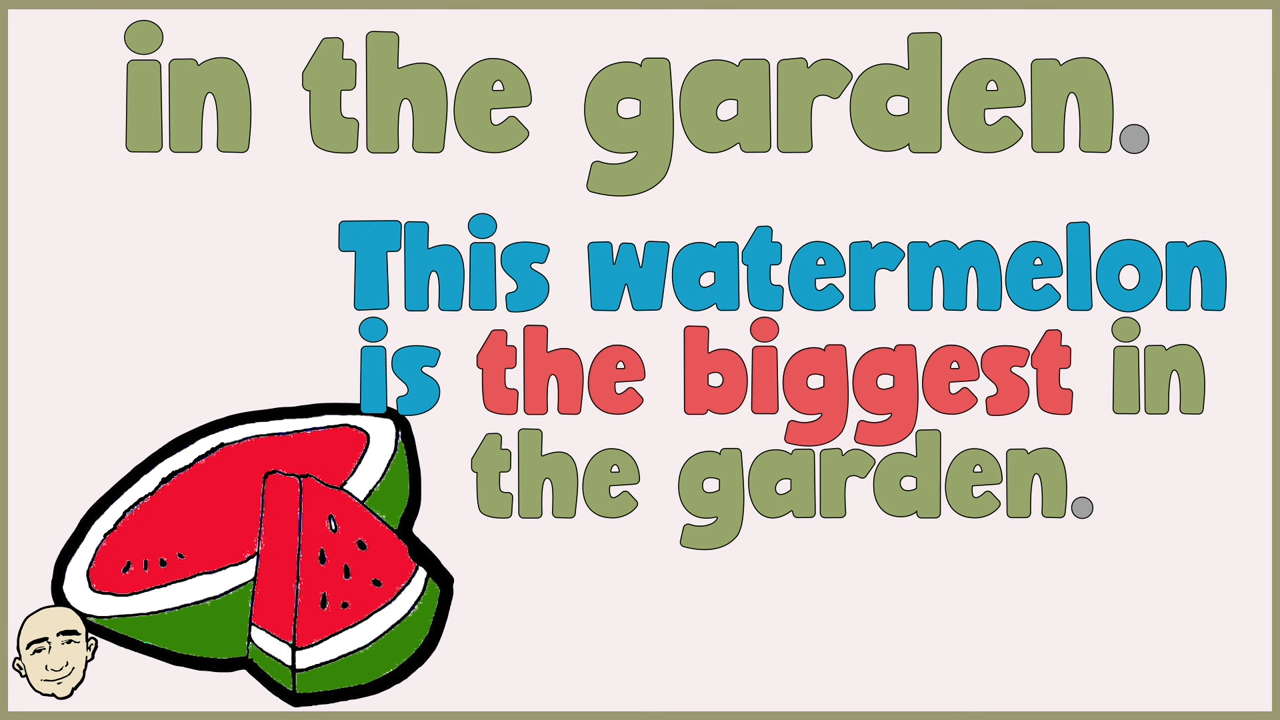 in the garden.
This watermelon
is the biggest in
the garden.